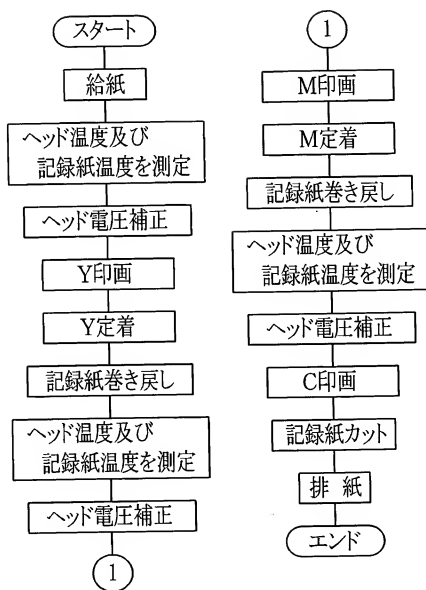 スタート
給紙
ヘッド温度及び
記録紙温度を測定
ヘッド電圧補正
Y印画
Y定着
記録紙巻き戻し
ヘッド温度及び
記録紙温度を測定
ヘッド電圧補正
1
1
M印画
M定着
記録紙巻き戻し
ヘッド温度及び
記録紙温度を測定
ヘッド電圧補正
C印画
記録紙カット
排 紙
エンド